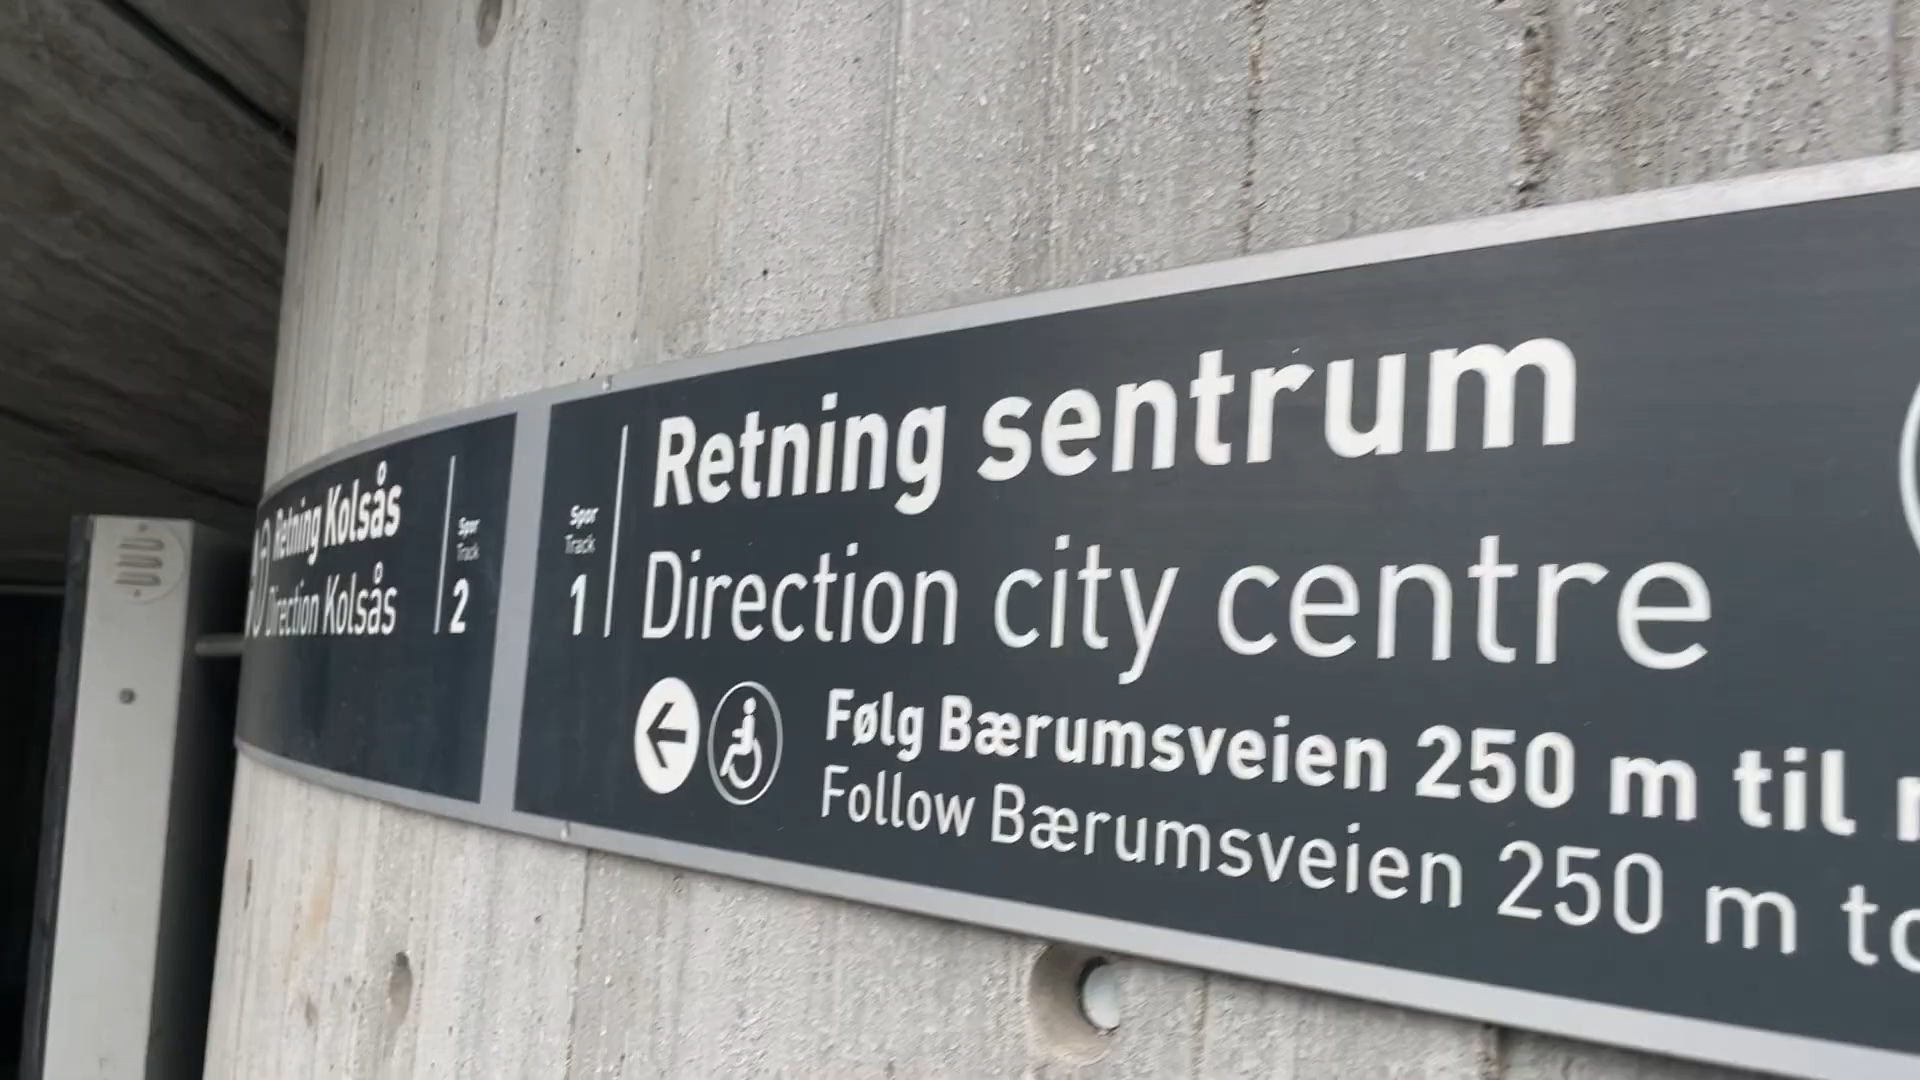 Retning Kolsås
Direction Kolsås
Spor
Track
2
Spor
Track
1
Retning sentrum
Direction city centre
Følg Bærumsveien 250 m til
Follow Bærumsveien 250 m